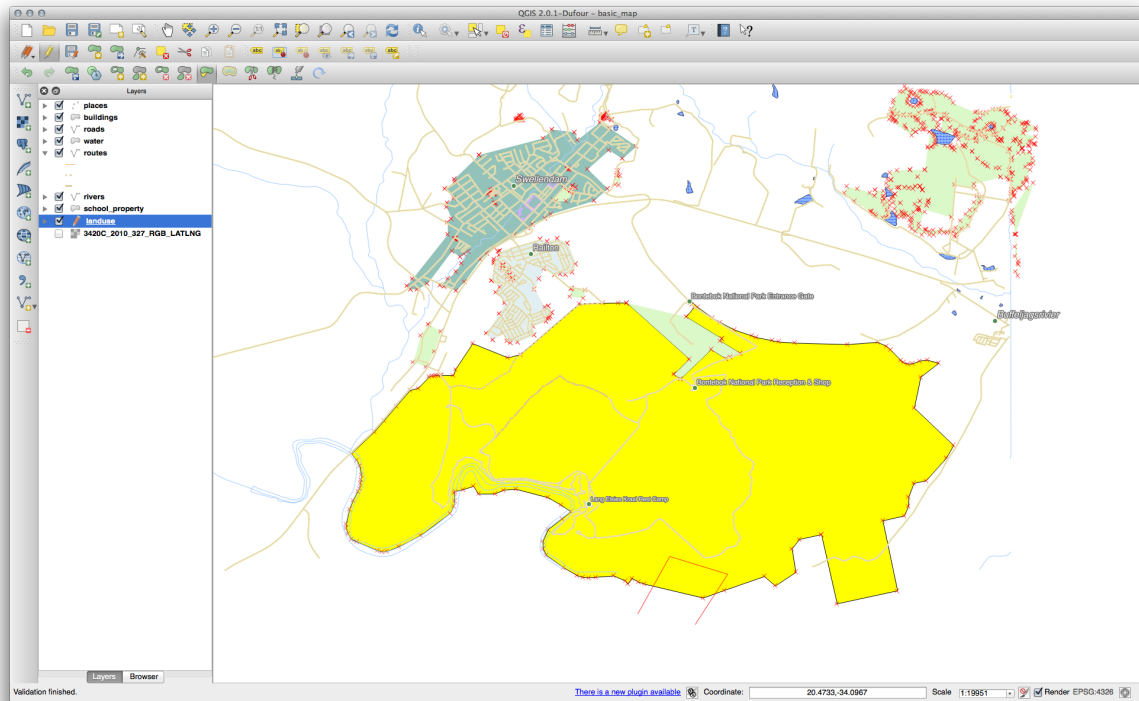 QGIS 2.0.1-Dufour - basic_map
Layers
places
buildings
roads
water
routes
rivers
school_property
landuse
3420C_2010_327_RGB_LATLNG
Swellendam
Railton
Bontebok National Park Entrance Gate
Buffeljagsrivier
Bontebok National Park Reception & Shop
Lang Elsies Kraal Rest Camp
Layers
Browser
Validation finished.
There is a new plugin available
Coordinate:
20.4733,-34.0967
Scale
1:19951
Render
EPSG:4326